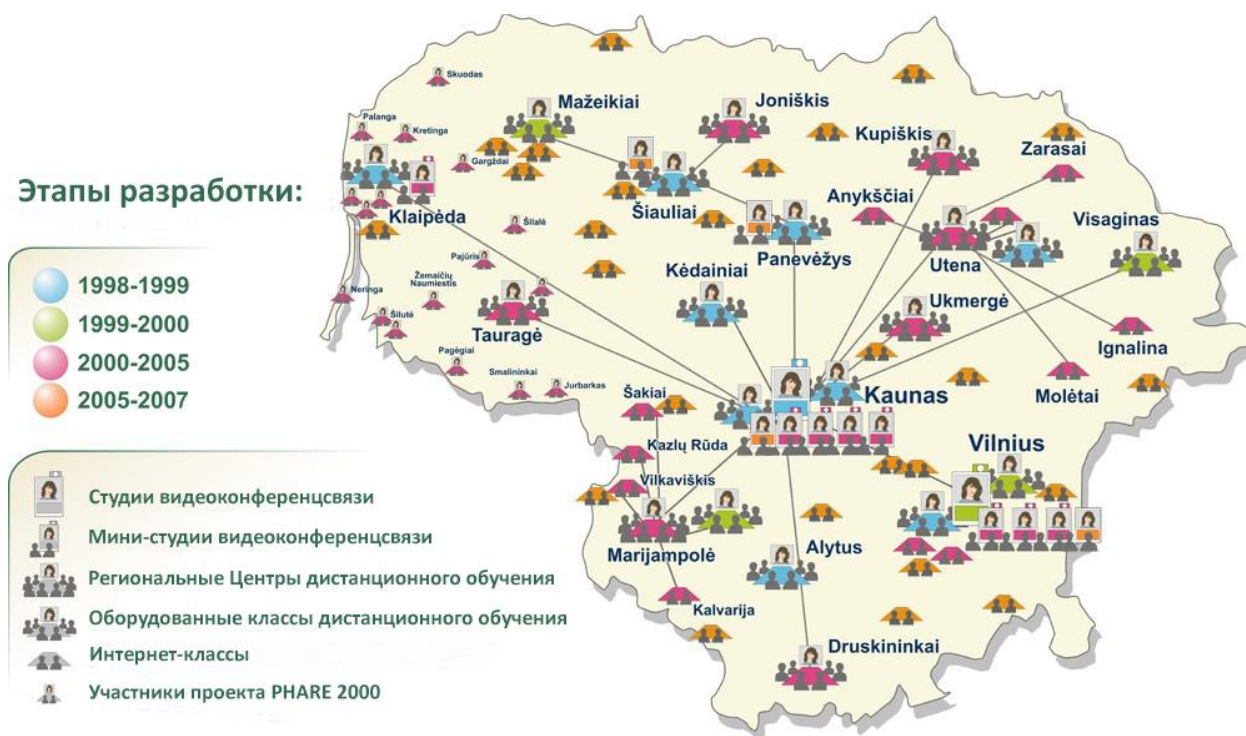 Этапы разработки:
1998-1999
1999-2000
2000-2005
2005-2007
Студии видеоконференцсвязи
Мини-студии видеоконференцсвязи
Региональные Центры дистанционного обучения
Оборудованные классы дистанционного обучения
Интернет-классы
Участники проекта PHARE 2000
Skuodas
Mažeikiai
Joniškis
Palanga
Kretinga
Kupiškis
Zarasai
Gargždai
Anykščiai
Klaipėda
Šiauliai
Visaginas
Šilalė
Panevėžys
Utena
Pajūris
Kėdainiai
Žemaičių
Naumiestis
Neringa
Ukmergė
Šilutė
Tauragė
Ignalina
Pagėgiai
Smalininkai
Jurbarkas
Šakiai
Kaunas
Molėtai
Kazlų Rūda
Vilnius
Vilkaviškis
Marijampolė
Alytus
Kalvarija
Druskininkai